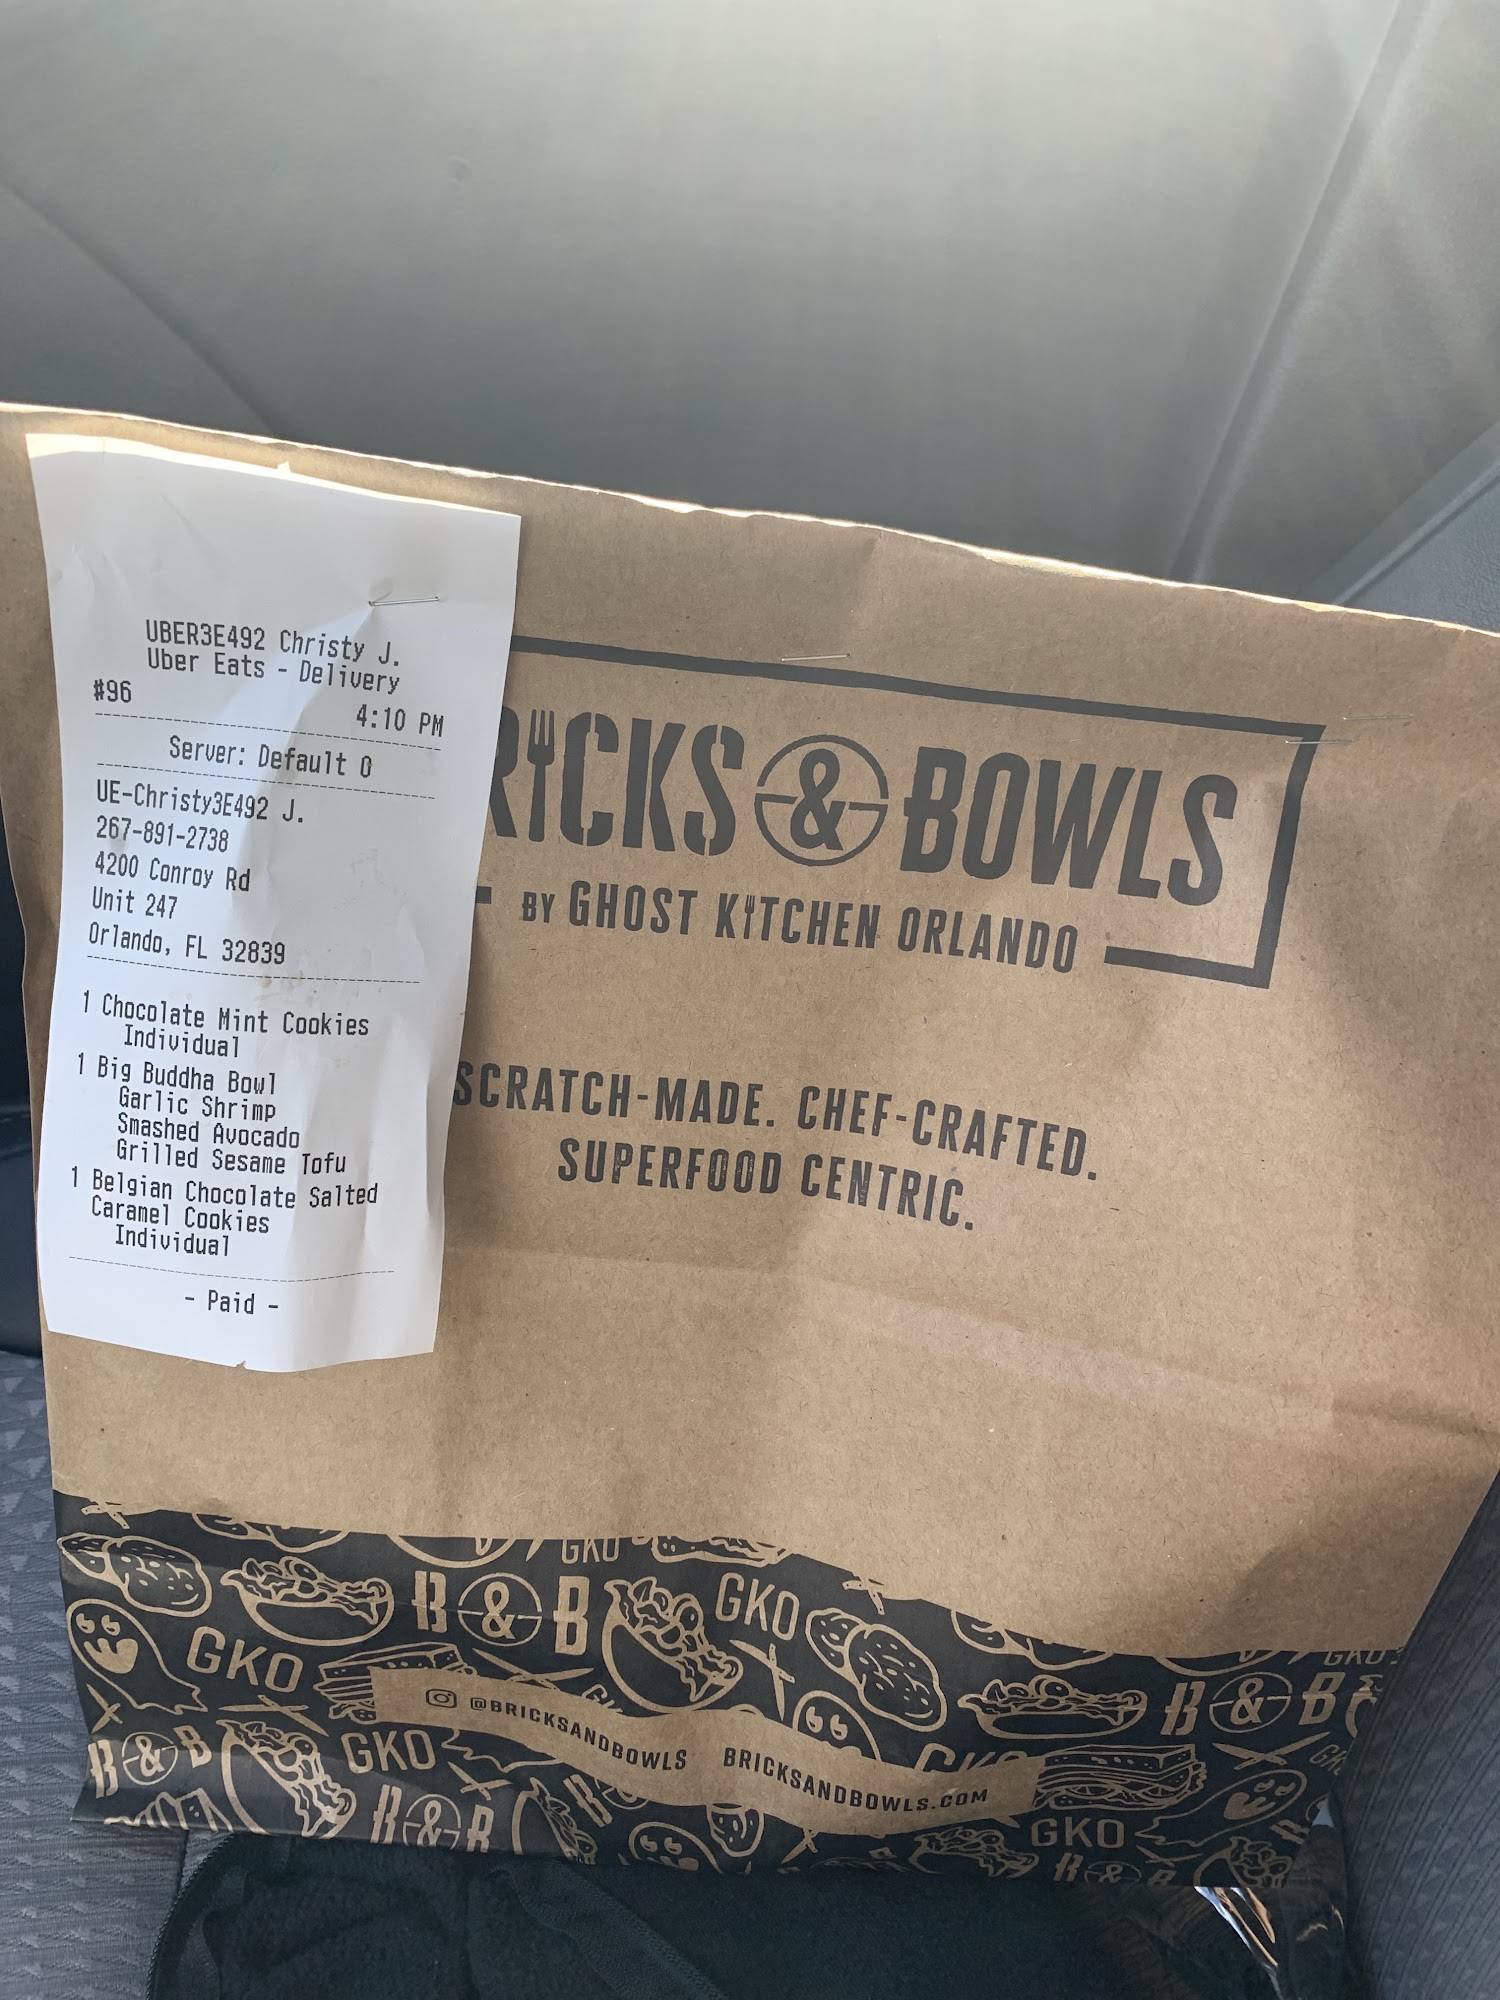 UBER3E492 Christy J.
Uber Eats - Delivery
#96
4:10 PM
Server: Default 0
UE-Christy3E492 J.
267-891-2738
4200 Conroy Rd
Unit 247
Orlando, FL 32839
1 Chocolate Mint Cookies
Individual
1 Big Buddha Bowl
Garlic Shrimp
Smashed Avocado
Grilled Sesame Tofu
1 Belgian Chocolate Salted
Caramel Cookies
Individual
- Paid -
RICKS & BOWLS
BY GHOST KITCHEN ORLANDO
SCRATCH-MADE. CHEF-CRAFTED.
SUPERFOOD CENTRIC.
GKO
B & B
GKO
GKO
GKO
B & B
@BRICKSANDBOWLS BRICKSANDBOWLS.COM
B & B
GKO
GKO
B & B
GKO
B & B